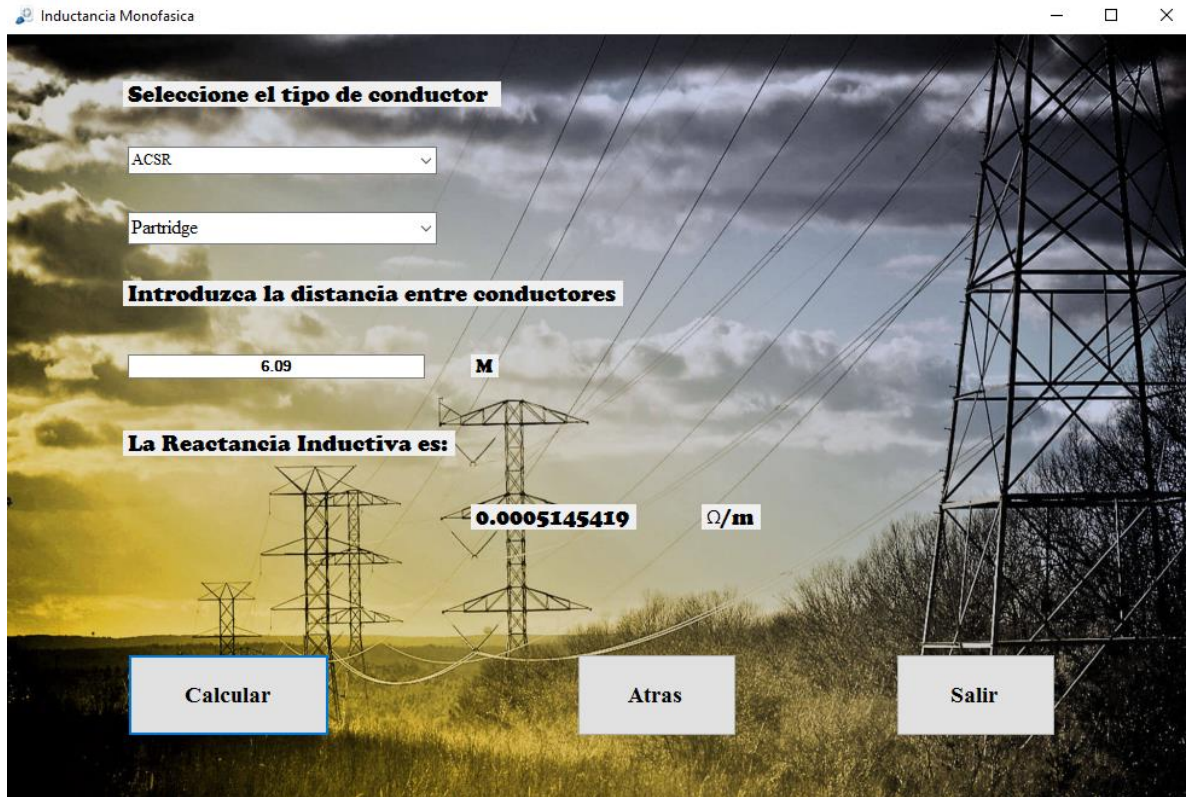 Inductancia Monofasica
Seleccione el tipo de conductor
ACSR
Partridge
Introduzca la distancia entre conductores
6.09 M
La Reactancia Inductiva es:
0.0005145419 Ω/m
Calcular Atras Salir